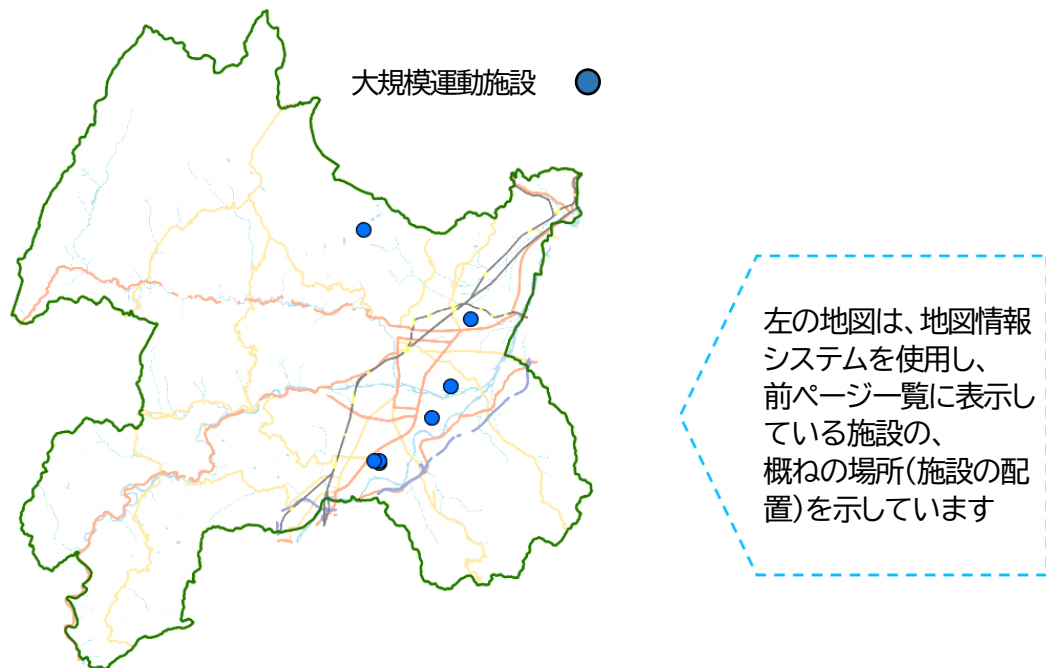 大規模運動施設
左の地図は、地図情報
システムを使用し、
前ページ一覧に表示し
ている施設の、
概ねの場所(施設の配
置)を示しています